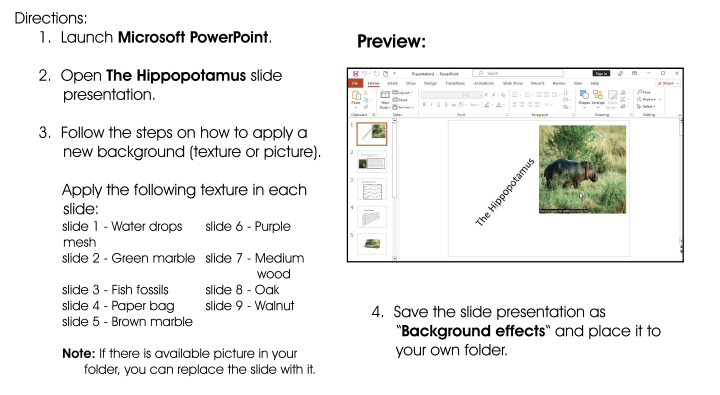 Directions:
1. Launch Microsoft PowerPoint.
2. Open The Hippopotamus slide
presentation.
3. Follow the steps on how to apply a
new background (texture or picture).
Apply the following texture in each
slide:
slide 1 - Water drops slide 6 - Purple
mesh
slide 2 - Green marble slide 7 - Medium
wood
slide 3 - Fish fossils slide 8 - Oak
slide 4 - Paper bag slide 9 - Walnut
slide 5 - Brown marble
Note: If there is available picture in your
folder, you can replace the slide with it.
Preview:
Presentation2 - PowerPoint Search Sign in
File Home Insert Draw Design Transitions Animations Slide Show Record Review View Help Share
Paste New Slide Layout Reset Section Shapes Arrange Find Replace Select
Clipboard Slides Font Paragraph Drawing Editing
1
2
3
4
5
The Hippopotamus
4. Save the slide presentation as
"Background effects" and place it to
your own folder.